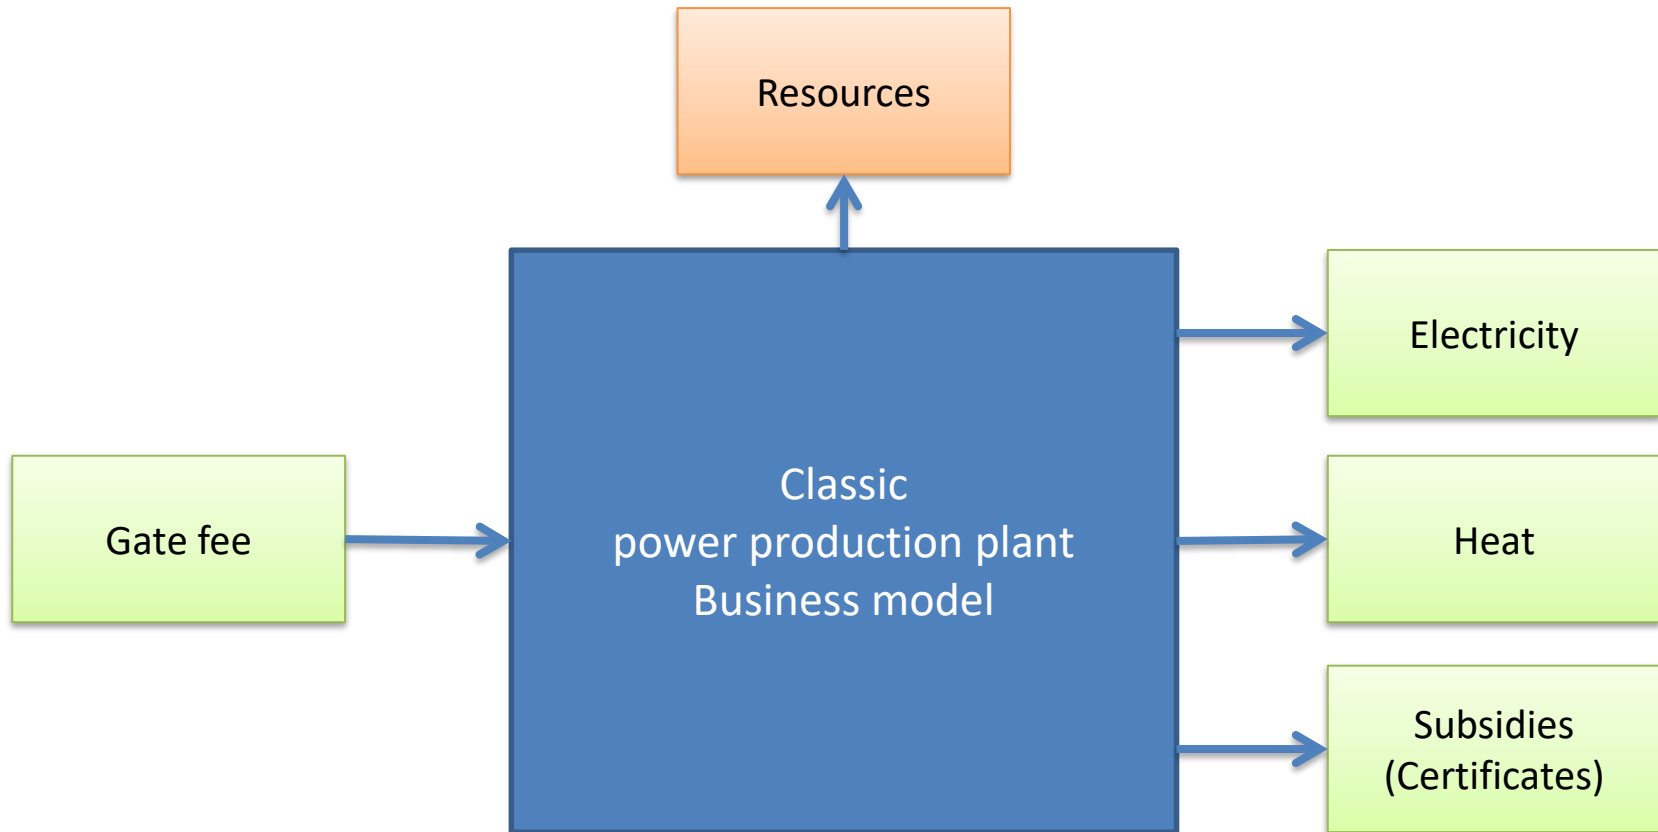 Resources
Electricity
Gate fee
Classic
power production plant
Business model
Heat
Subsidies
(Certificates)